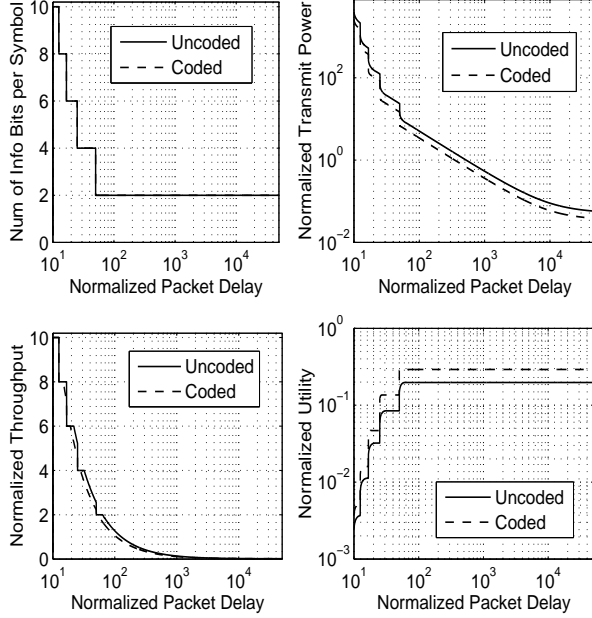 Num of Info Bits per Symbol
10
8
6
4
2
0
10^1
10^2
10^3
10^4
Normalized Packet Delay
Uncoded
Coded
Normalized Transmit Power
10^2
10^0
10^-2
10^1
10^2
10^3
10^4
Normalized Packet Delay
Uncoded
Coded
Normalized Throughput
10
8
6
4
2
0
10^1
10^2
10^3
10^4
Normalized Packet Delay
Uncoded
Coded
Normalized Utility
10^0
10^-1
10^-2
10^-3
10^1
10^2
10^3
10^4
Normalized Packet Delay
Uncoded
Coded